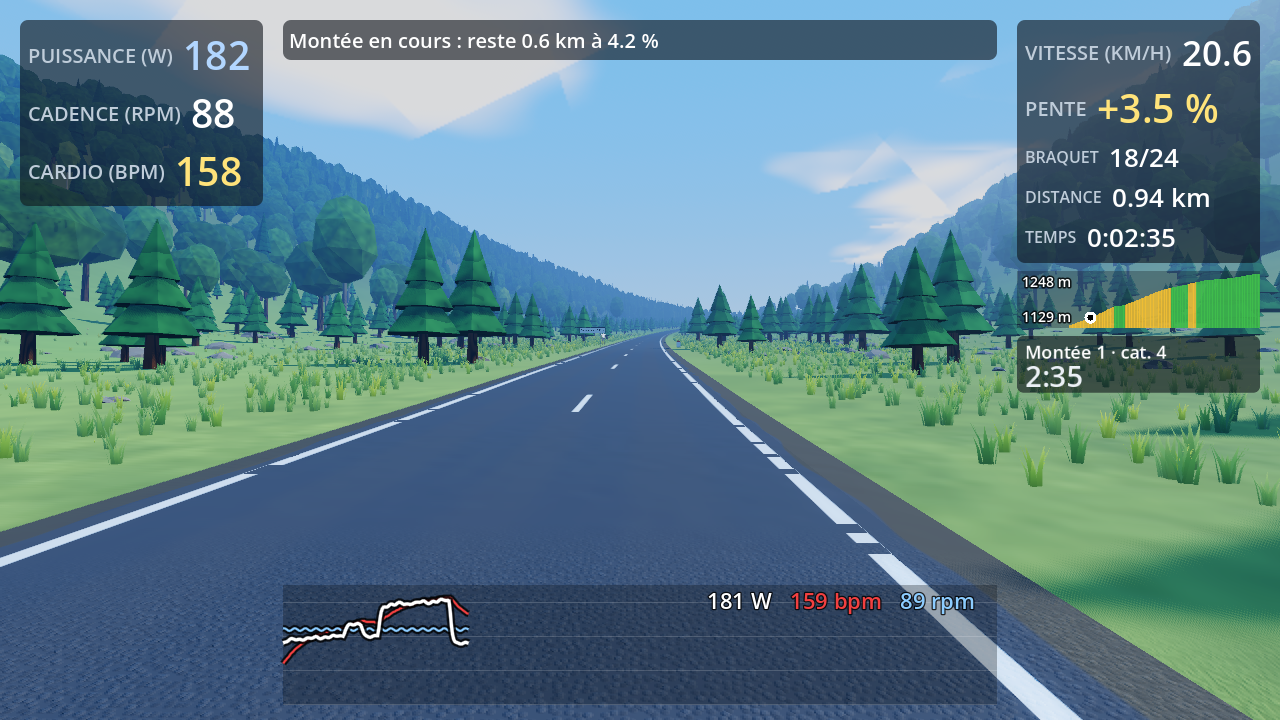 PUISSANCE (W) 182
CADENCE (RPM) 88
CARDIO (BPM) 158
Montée en cours : reste 0.6 km à 4.2 %
VITESSE (KM/H) 20.6
PENTE +3.5 %
BRAQUET 18/24
DISTANCE 0.94 km
TEMPS 0:02:35
1248 m
1129 m
Montée 1 · cat. 4
2:35
181 W 159 bpm 89 rpm